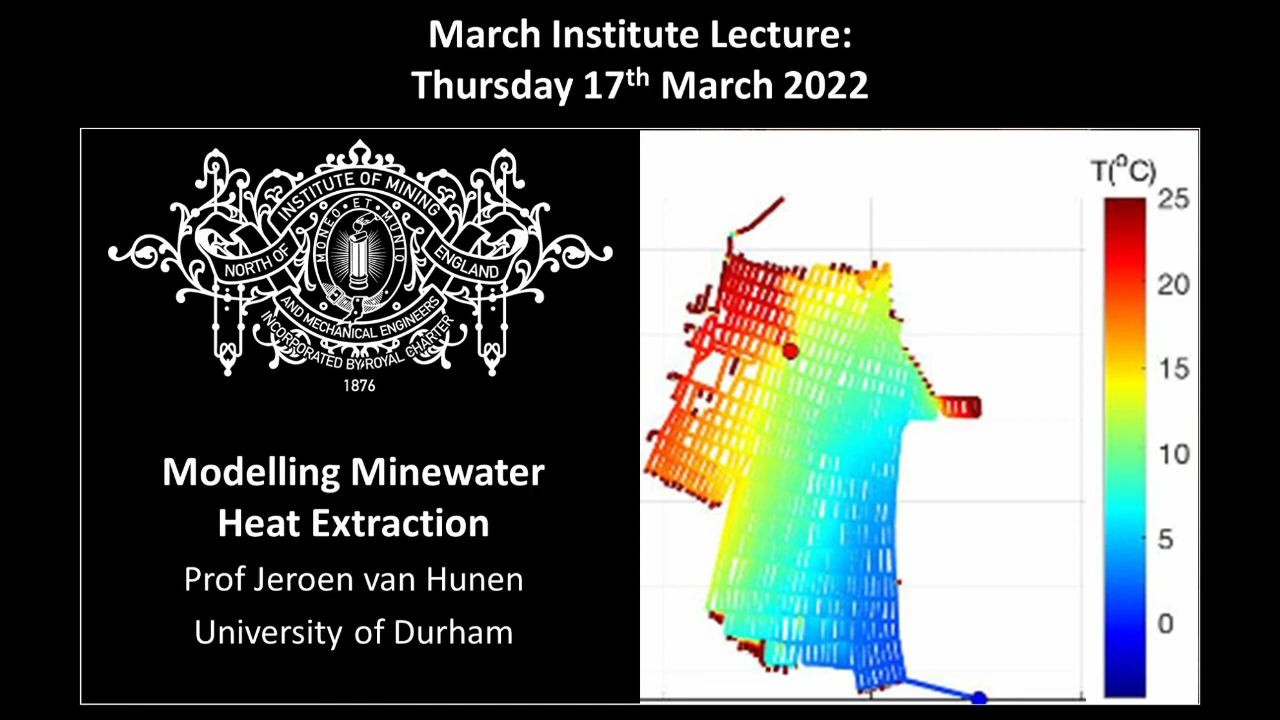 March Institute Lecture:
Thursday 17th March 2022
INSTITUTE OF MINING
NORTH OF
ENGLAND
MONEO·ET·MUNIO
AND MECHANICAL ENGINEERS
INCORPORATED BY ROYAL CHARTER
1876
Modelling Minewater
Heat Extraction
Prof Jeroen van Hunen
University of Durham
T(°C)
25
20
15
10
5
0